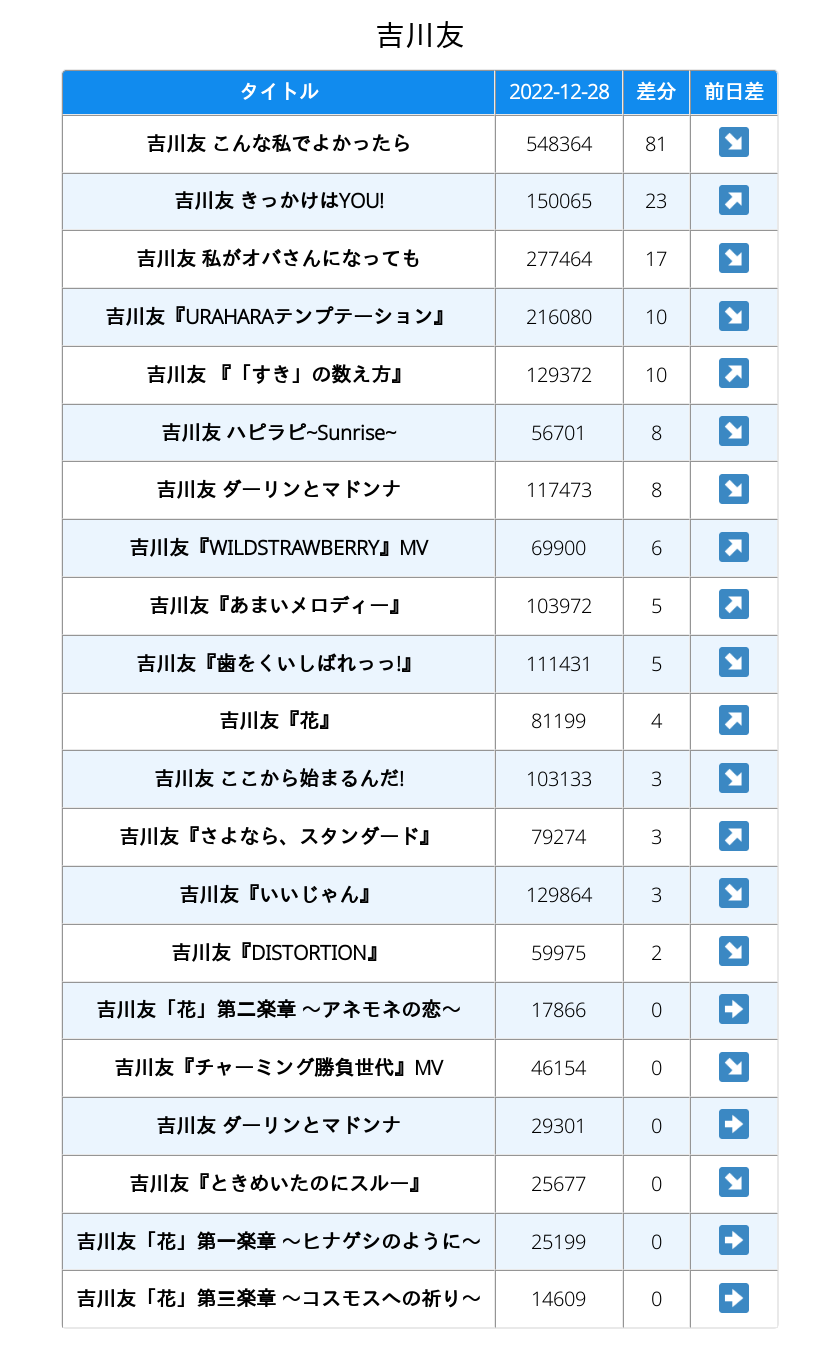 吉川友
タイトル 2022-12-28 差分 前日差
吉川友 こんな私でよかったら 548364 81 ↘
吉川友 きっかけはYOU! 150065 23 ↗
吉川友 私がオバさんになっても 277464 17 ↘
吉川友『URAHARAテンプテーション』 216080 10 ↘
吉川友 『「すき」の数え方』 129372 10 ↗
吉川友 ハピラピ~Sunrise~ 56701 8 ↘
吉川友 ダーリンとマドンナ 117473 8 ↘
吉川友『WILDSTRAWBERRY』MV 69900 6 ↗
吉川友『あまいメロディー』 103972 5 ↗
吉川友『歯をくいしばれっっ!』 111431 5 ↘
吉川友『花』 81199 4 ↗
吉川友 ここから始まるんだ! 103133 3 ↘
吉川友『さよなら、スタンダード』 79274 3 ↗
吉川友『いいじゃん』 129864 3 ↘
吉川友『DISTORTION』 59975 2 ↘
吉川友「花」第二楽章 〜アネモネの恋〜 17866 0 →
吉川友『チャーミング勝負世代』MV 46154 0 ↘
吉川友 ダーリンとマドンナ 29301 0 →
吉川友『ときめいたのにスルー』 25677 0 ↘
吉川友「花」第一楽章 〜ヒナゲシのように〜 25199 0 →
吉川友「花」第三楽章 〜コスモスへの祈り〜 14609 0 →